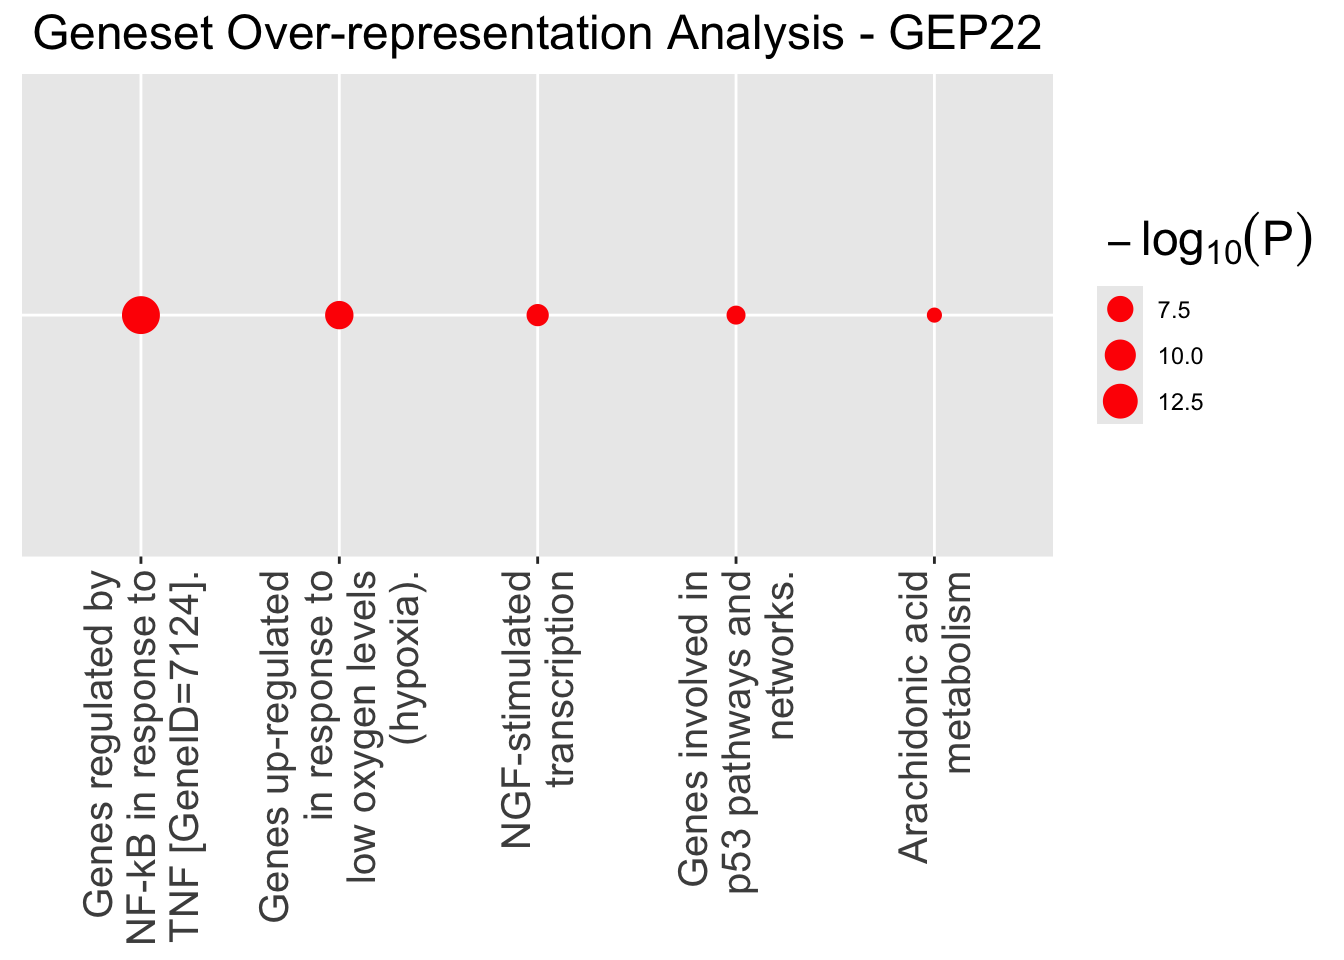 Geneset Over-representation Analysis - GEP22
− log10(P)
7.5
10.0
12.5
Genes regulated by
NF-kB in response to
TNF [GeneID=7124].
Genes up-regulated
in response to
low oxygen levels
(hypoxia).
NGF-stimulated
transcription
Genes involved in
p53 pathways and
networks.
Arachidonic acid
metabolism